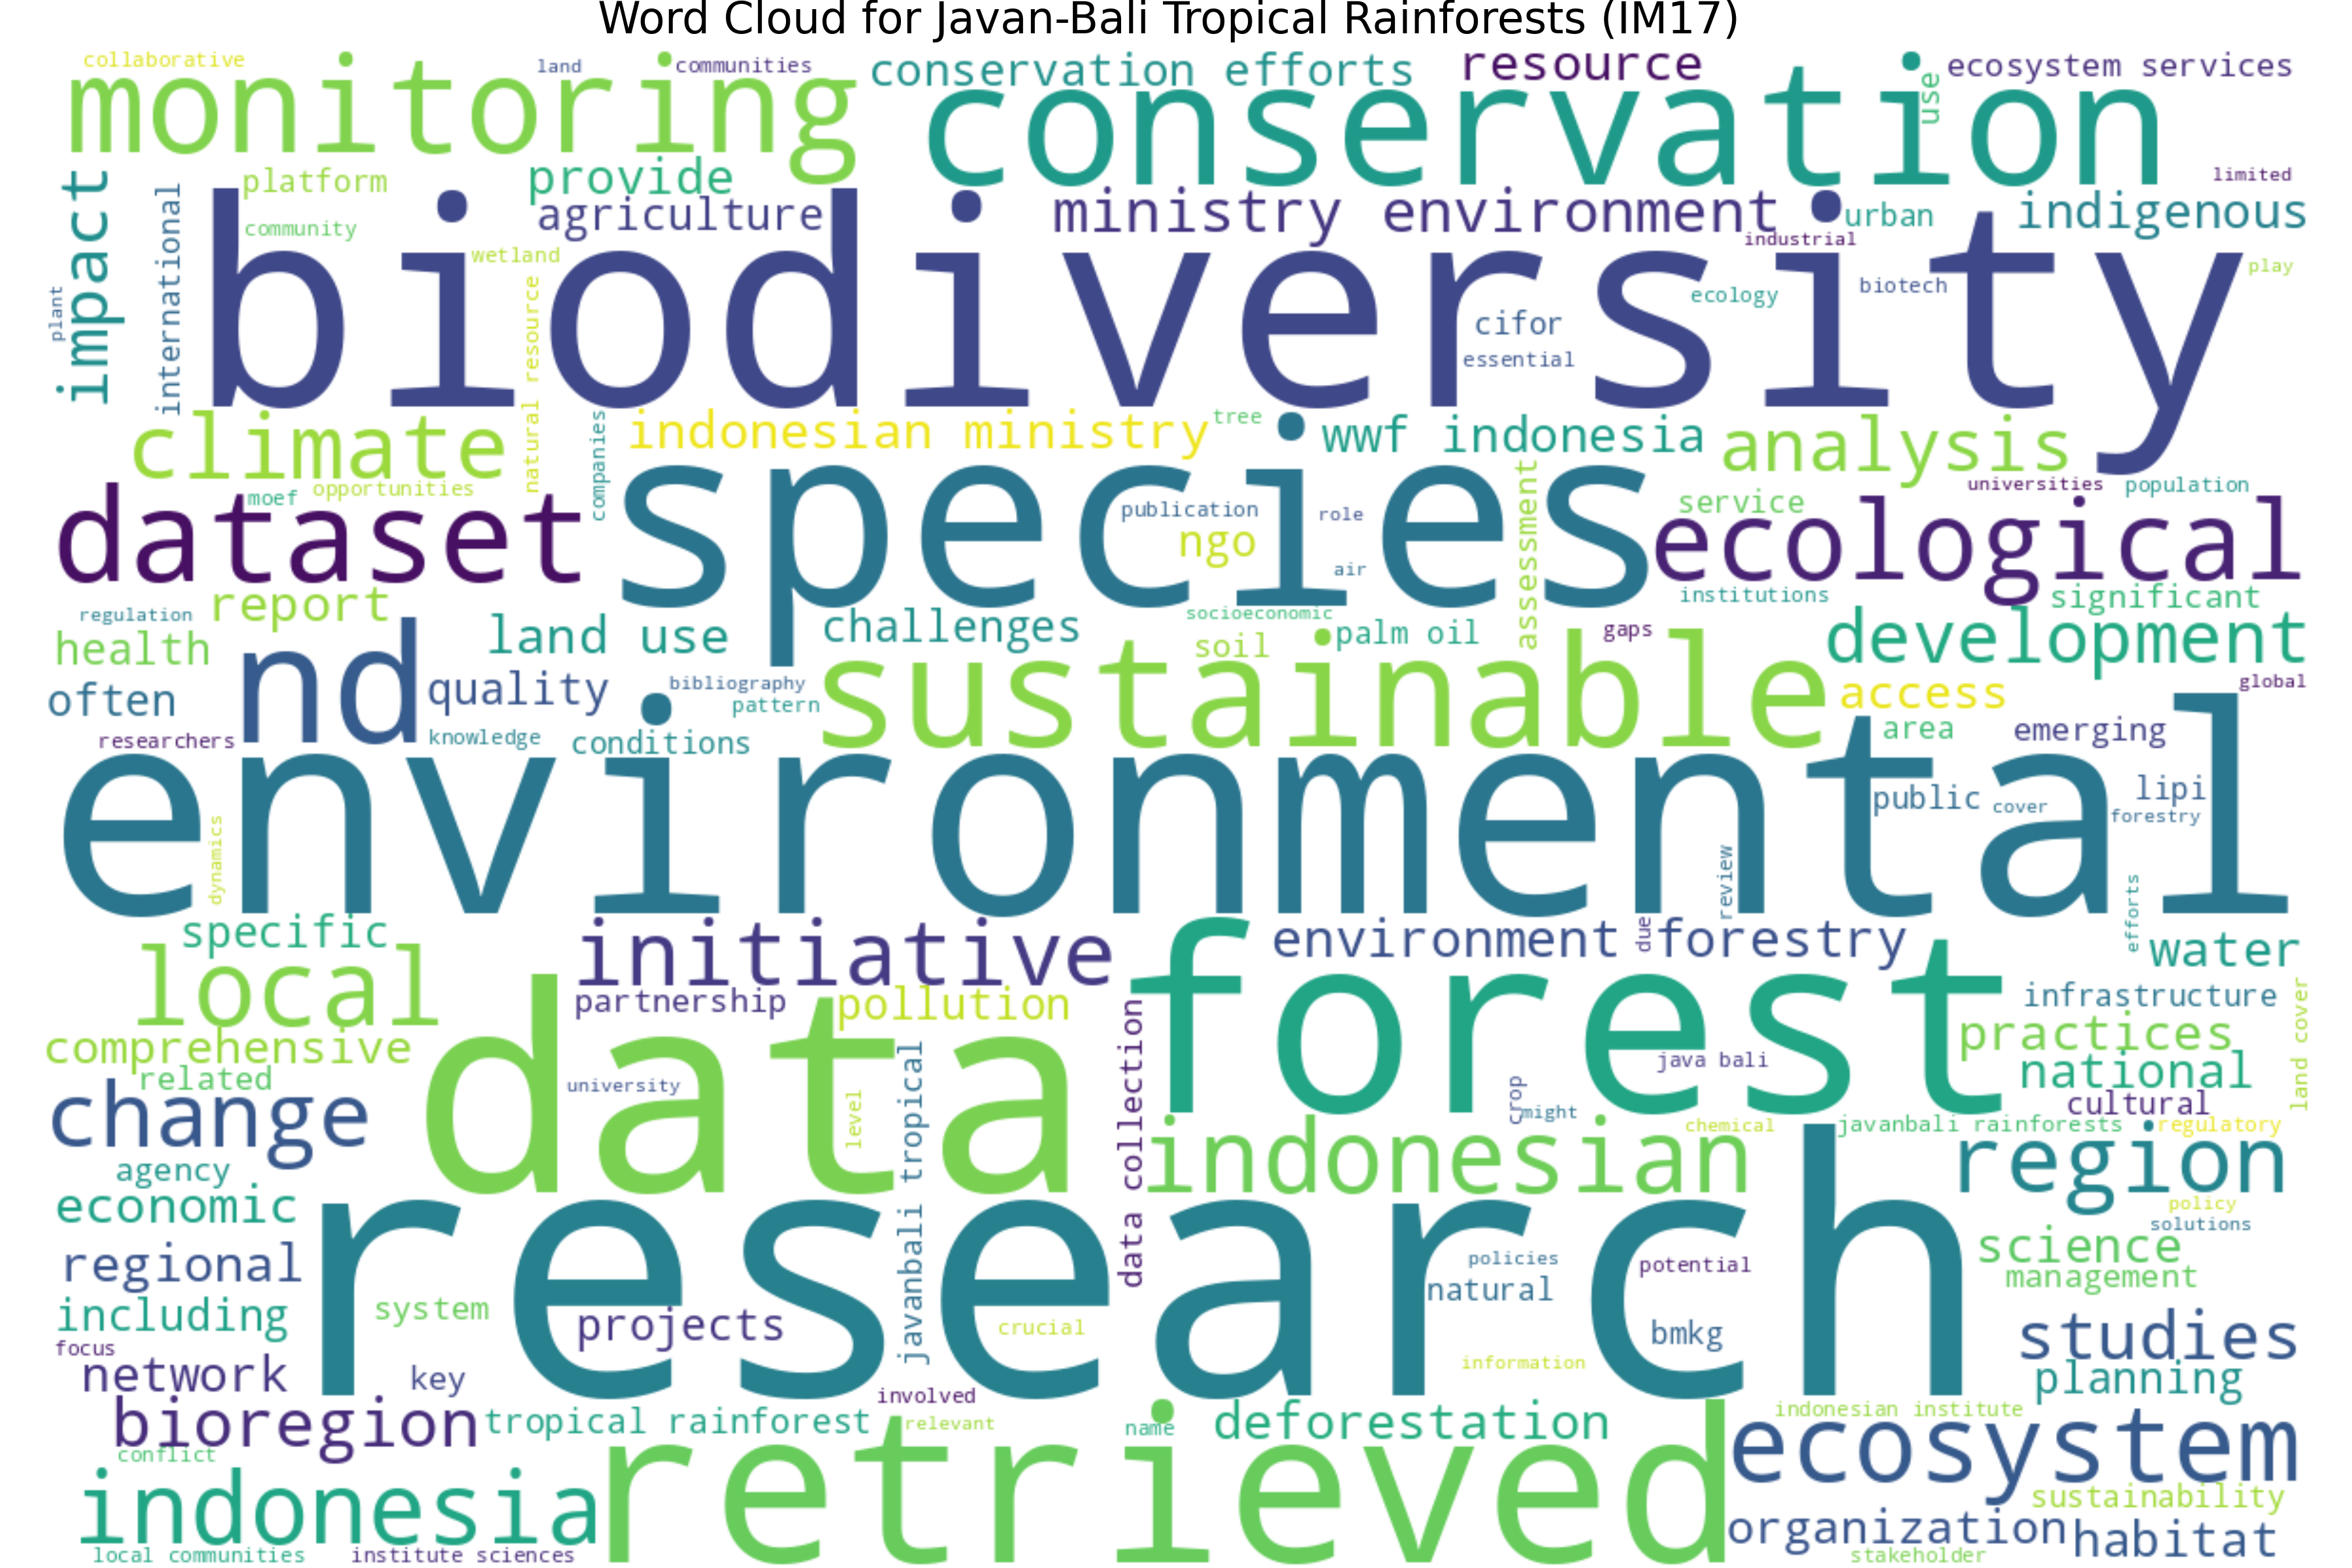 Word Cloud for Javan-Bali Tropical Rainforests (IM17)
collaborative
land
communities
monitoring
conservation efforts
resource
use
ecosystem services
conservation
impact
international
platform
provide
limited
community
agriculture
ministry environment
urban
indigenous
industrial
wetland
biodiversity
play
plant
natural resource
ecology
biotech
cifor
essential
climate
companies
indonesian ministry
tree
wwf indonesia
analysis
moef
opportunities
universities
population
dataset
species
publication
role
ngo
air
assessment
service
ecological
institutions
significant
regulation
report
socioeconomic
health
land use
challenges
soil
palm oil
gaps
development
often
nd
quality
bibliography
pattern
sustainable
access
global
researchers
knowledge
conditions
area
emerging
environmental
public
cover
lipi
forestry
dynamics
review
efforts
specific
initiative
environment
due
forestry
water
local
partnership
pollution
forest
infrastructure
land cover
comprehensive
data
data collection
practices
related
university
java bali
national
change
level
javanbali tropical
crop
might
cultural
indonesian
chemical
javanbali rainforests
regulatory
region
agency
economic
policy
solutions
research
regional
policies
potential
science
natural
management
including
system
projects
crucial
bmkg
studies
focus
network
key
information
planning
involved
bioregion
tropical rainforest
relevant
name
deforestation
indonesian institute
ecosystem
conflict
indonesia
retrieved
sustainability
organization
habitat
local communities
institute sciences
stakeholder